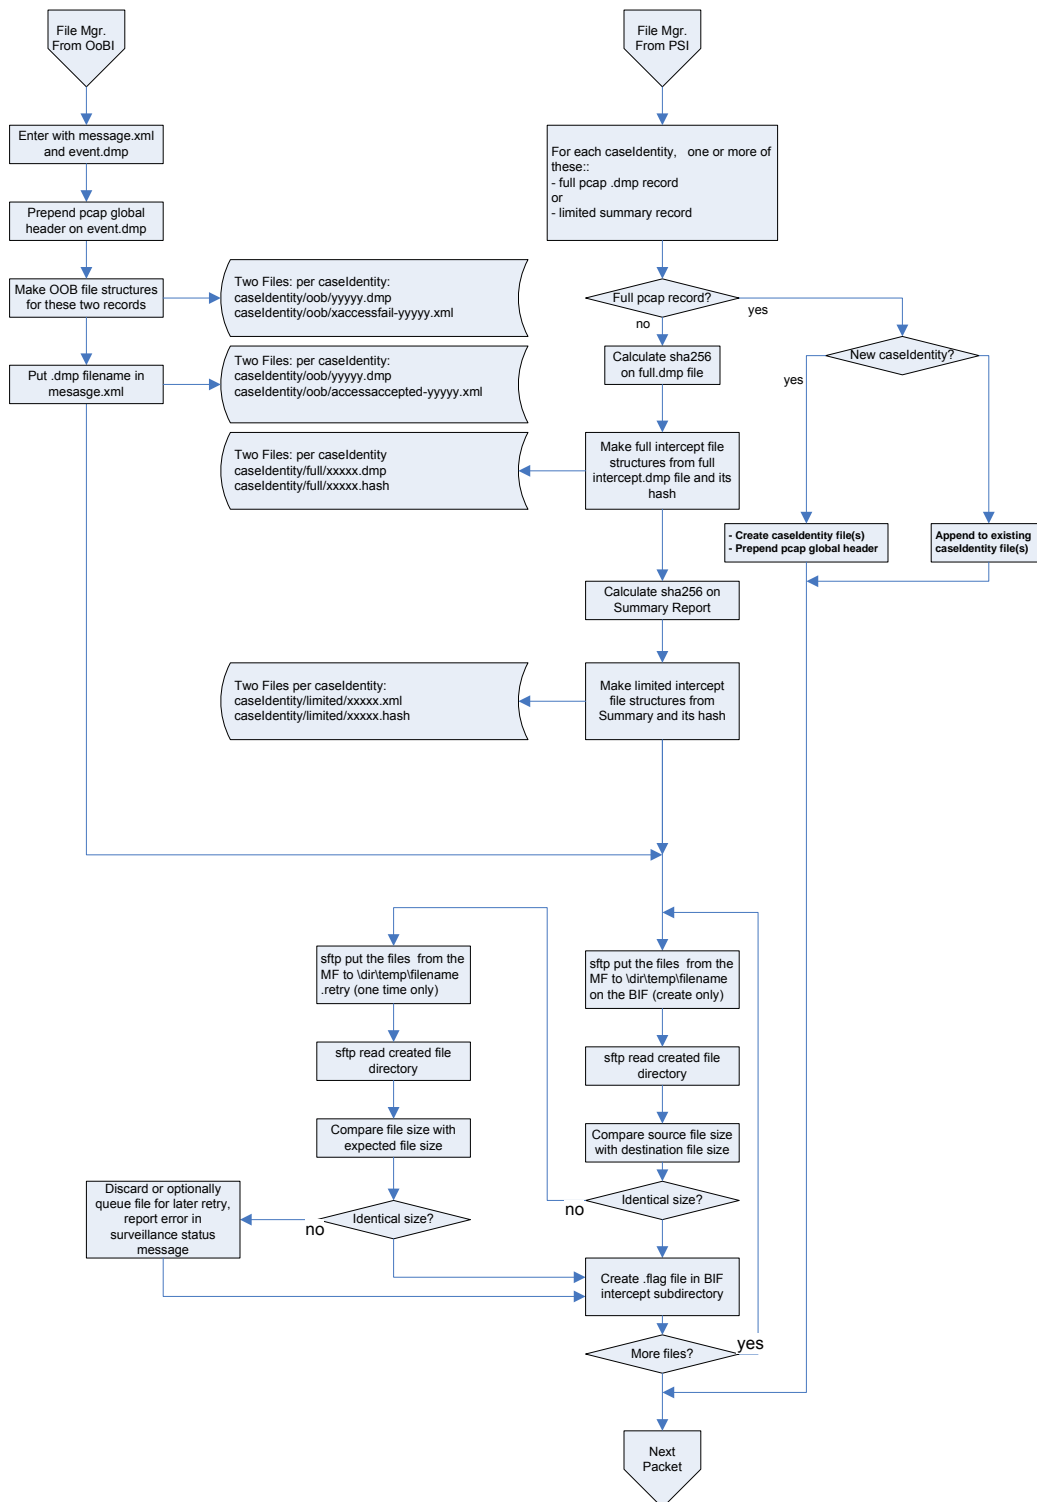 File Mgr.
From OoBI
File Mgr.
From PSI
Enter with message.xml
and event.dmp
For each caseIdentity, one or more of
these::
- full pcap .dmp record
or
- limited summary record
Prepend pcap global
header on event.dmp
Make OOB file structures
for these two records
Two Files: per caseIdentity:
caseIdentity/oob/yyyyy.dmp
caseIdentity/oob/xaccessfail-yyyy.xml
Full pcap record?
yes
no
New caseIdentity?
yes
Put .dmp filename in
mesasge.xml
Two Files: per caseIdentity:
caseIdentity/oob/yyyy.dmp
caseIdentity/oob/accessaccepted-yyyyy.xml
Calculate sha256
on full.dmp file
Two Files: per caseIdentity
caseIdentity/full/xxxxx.dmp
caseIdentity/full/xxxxx.hash
Make full intercept file
structures from full
intercept.dmp file and its
hash
- Create caseIdentity file(s)
- Prepend pcap global header
Append to existing
caseIdentity file(s)
Calculate sha256 on
Summary Report
Two Files per caseIdentity:
caseIdentity/limited/xxxxx.xml
caseIdentity/limited/xxxxx.hash
Make limited intercept
file structures from
Summary and its hash
sftp put the files from the
MF to \dir\temp\filename
.retry (one time only)
sftp put the files from the
MF to \dir\temp\filename
on the BIF (create only)
sftp read created file
directory
sftp read created file
directory
Compare file size with
expected file size
Compare source file size
with destination file size
Discard or optionally
queue file for later retry,
report error in
surveillance status
message
no
Identical size?
no
Identical size?
Create .flag file in BIF
intercept subdirectory
More files?
yes
Next
Packet